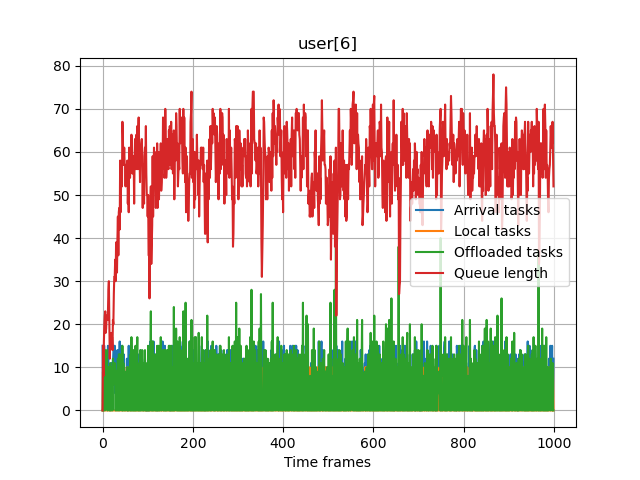 user[6]
80
70
60
50
40
30
20
10
0
Arrival tasks
Local tasks
Offloaded tasks
Queue length
0 200 400 600 800 1000
Time frames